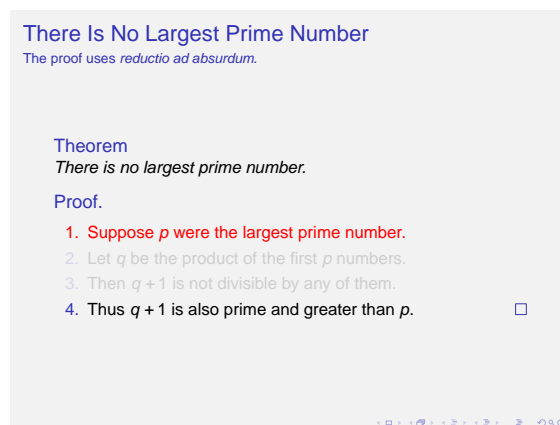 There Is No Largest Prime Number
The proof uses reductio ad absurdum.
Theorem
There is no largest prime number.
Proof.
1. Suppose p were the largest prime number.
2. Let q be the product of the first p numbers.
3. Then q + 1 is not divisible by any of them.
4. Thus q + 1 is also prime and greater than p. □